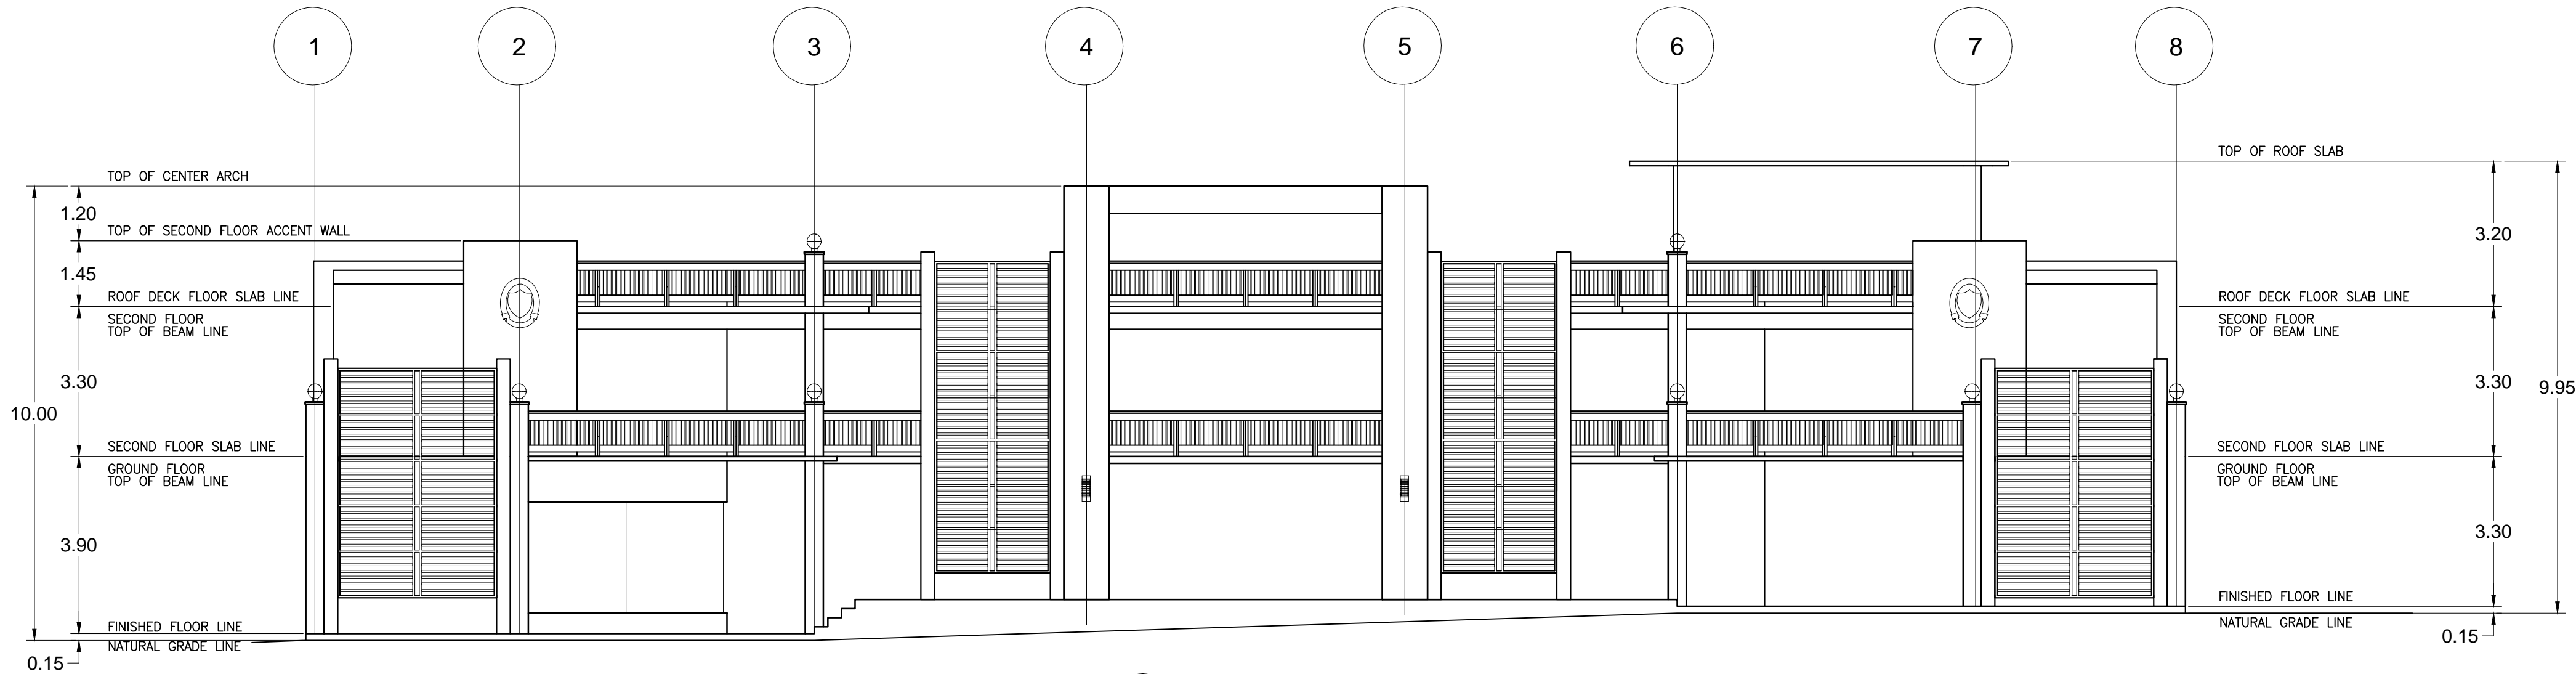 1
2
3
4
5
6
7
8
TOP OF ROOF SLAB
TOP OF CENTER ARCH
1.20
TOP OF SECOND FLOOR ACCENT WALL
3.20
1.45
ROOF DECK FLOOR SLAB LINE
ROOF DECK FLOOR SLAB LINE
SECOND FLOOR
TOP OF BEAM LINE
SECOND FLOOR
TOP OF BEAM LINE
3.30
3.30
9.95
10.00
SECOND FLOOR SLAB LINE
SECOND FLOOR SLAB LINE
GROUND FLOOR
TOP OF BEAM LINE
GROUND FLOOR
TOP OF BEAM LINE
3.90
3.30
FINISHED FLOOR LINE
NATURAL GRADE LINE
FINISHED FLOOR LINE
NATURAL GRADE LINE
0.15
0.15